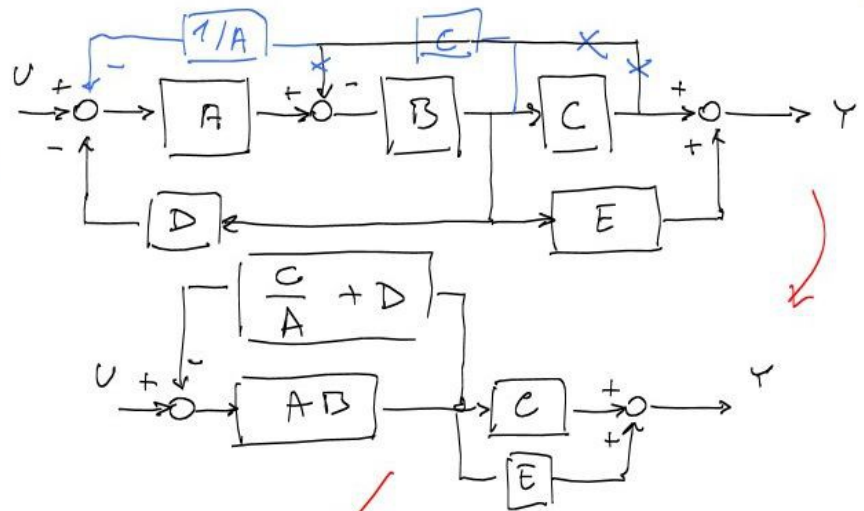 1/A C
U + - + - + Y
A B C
- +
D E
C/A + D
-
U + AB C + Y
+
E